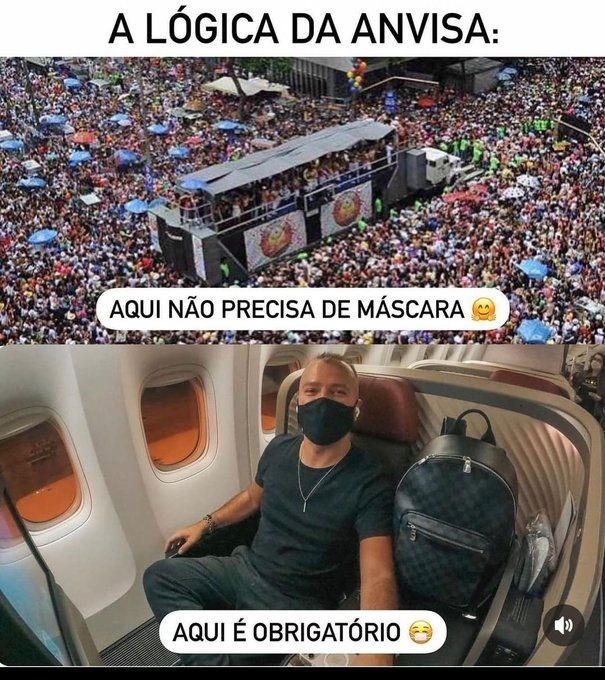 A LÓGICA DA ANVISA:
AQUI NÃO PRECISA DE MÁSCARA 🤗
AQUI É OBRIGATÓRIO 😷